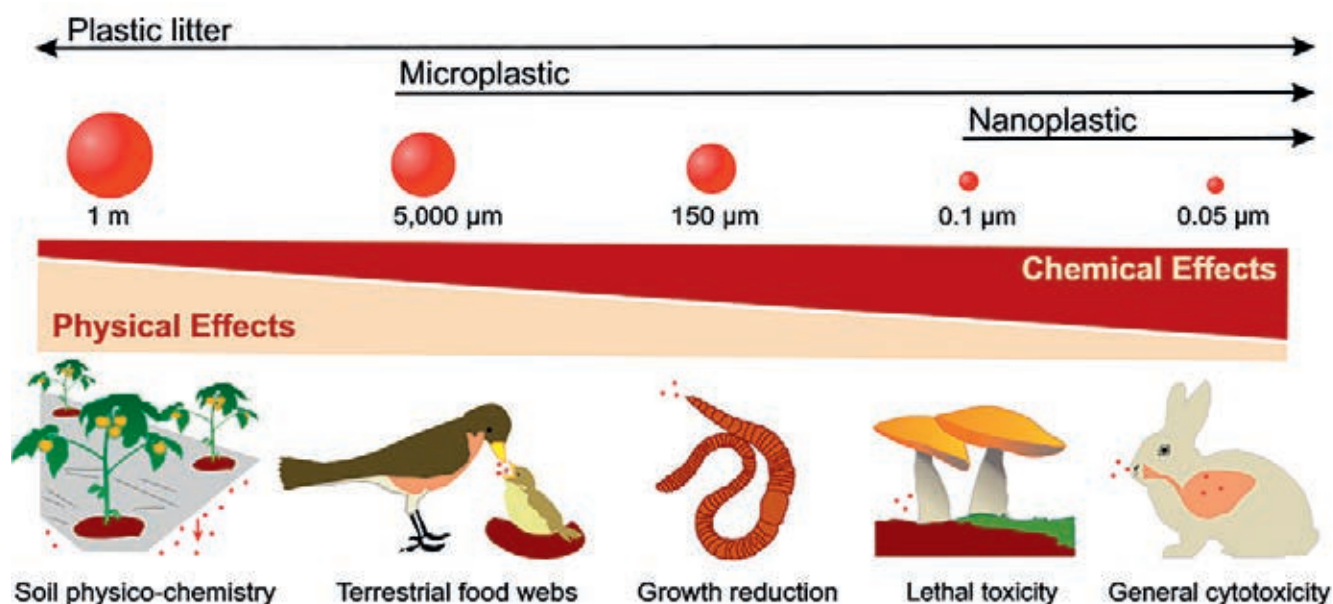 Plastic litter
Microplastic
Nanoplastic
1 m
5,000 µm
150 µm
0.1 µm
0.05 µm
Chemical Effects
Physical Effects
Soil physico-chemistry
Terrestrial food webs
Growth reduction
Lethal toxicity
General cytotoxicity